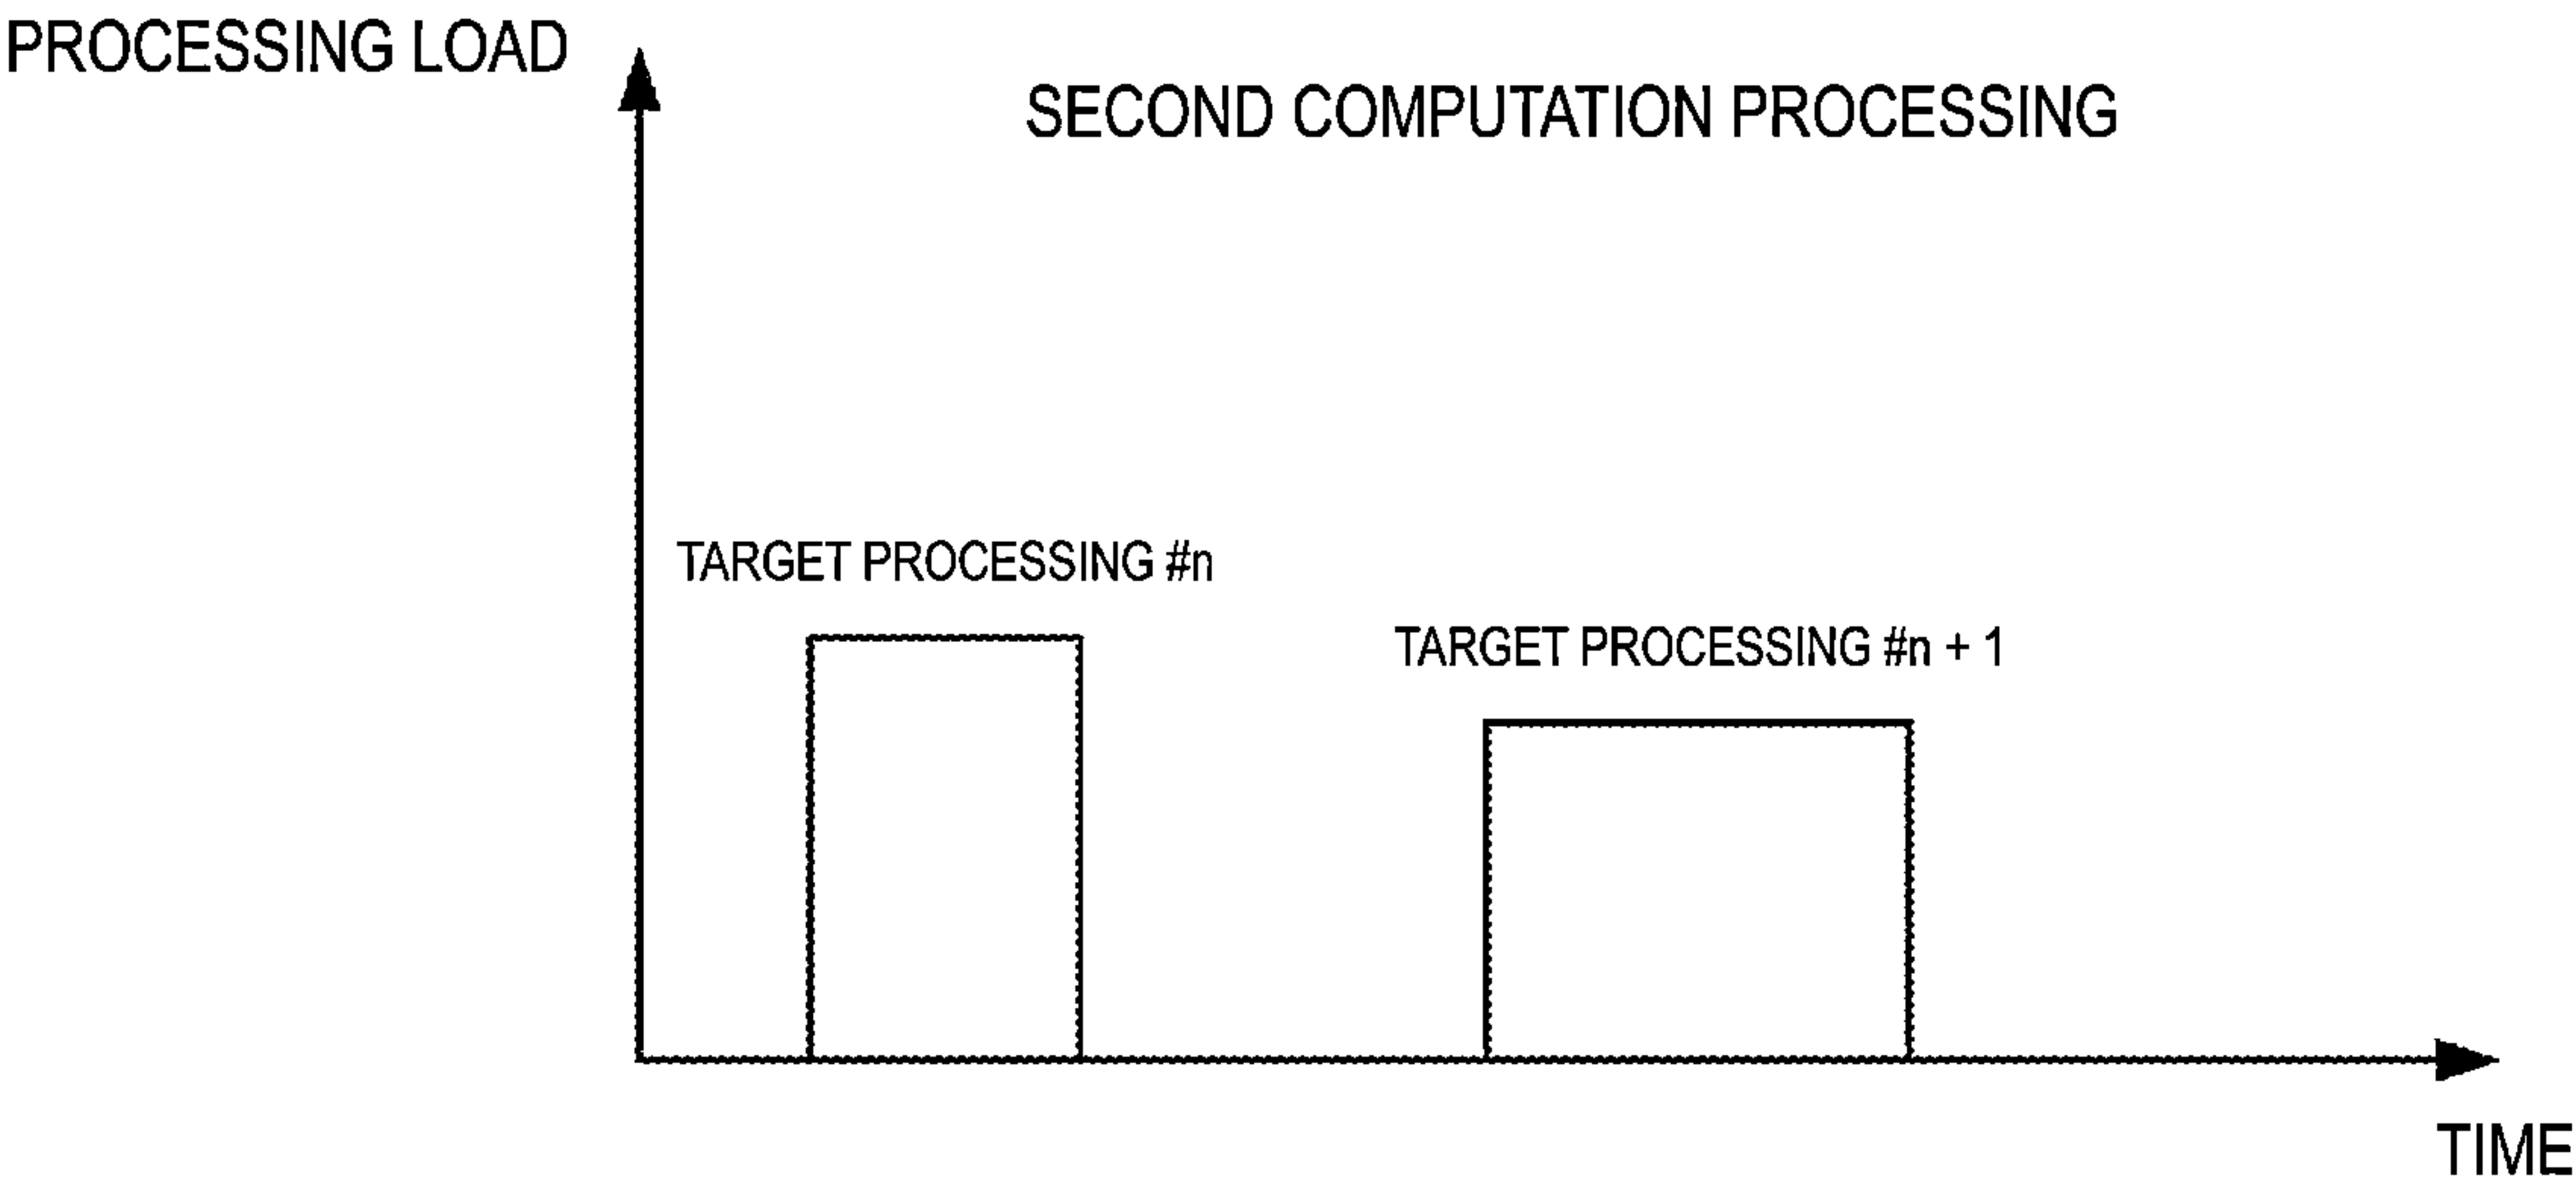 PROCESSING LOAD
SECOND COMPUTATION PROCESSING
TARGET PROCESSING #n
TARGET PROCESSING #n + 1
TIME